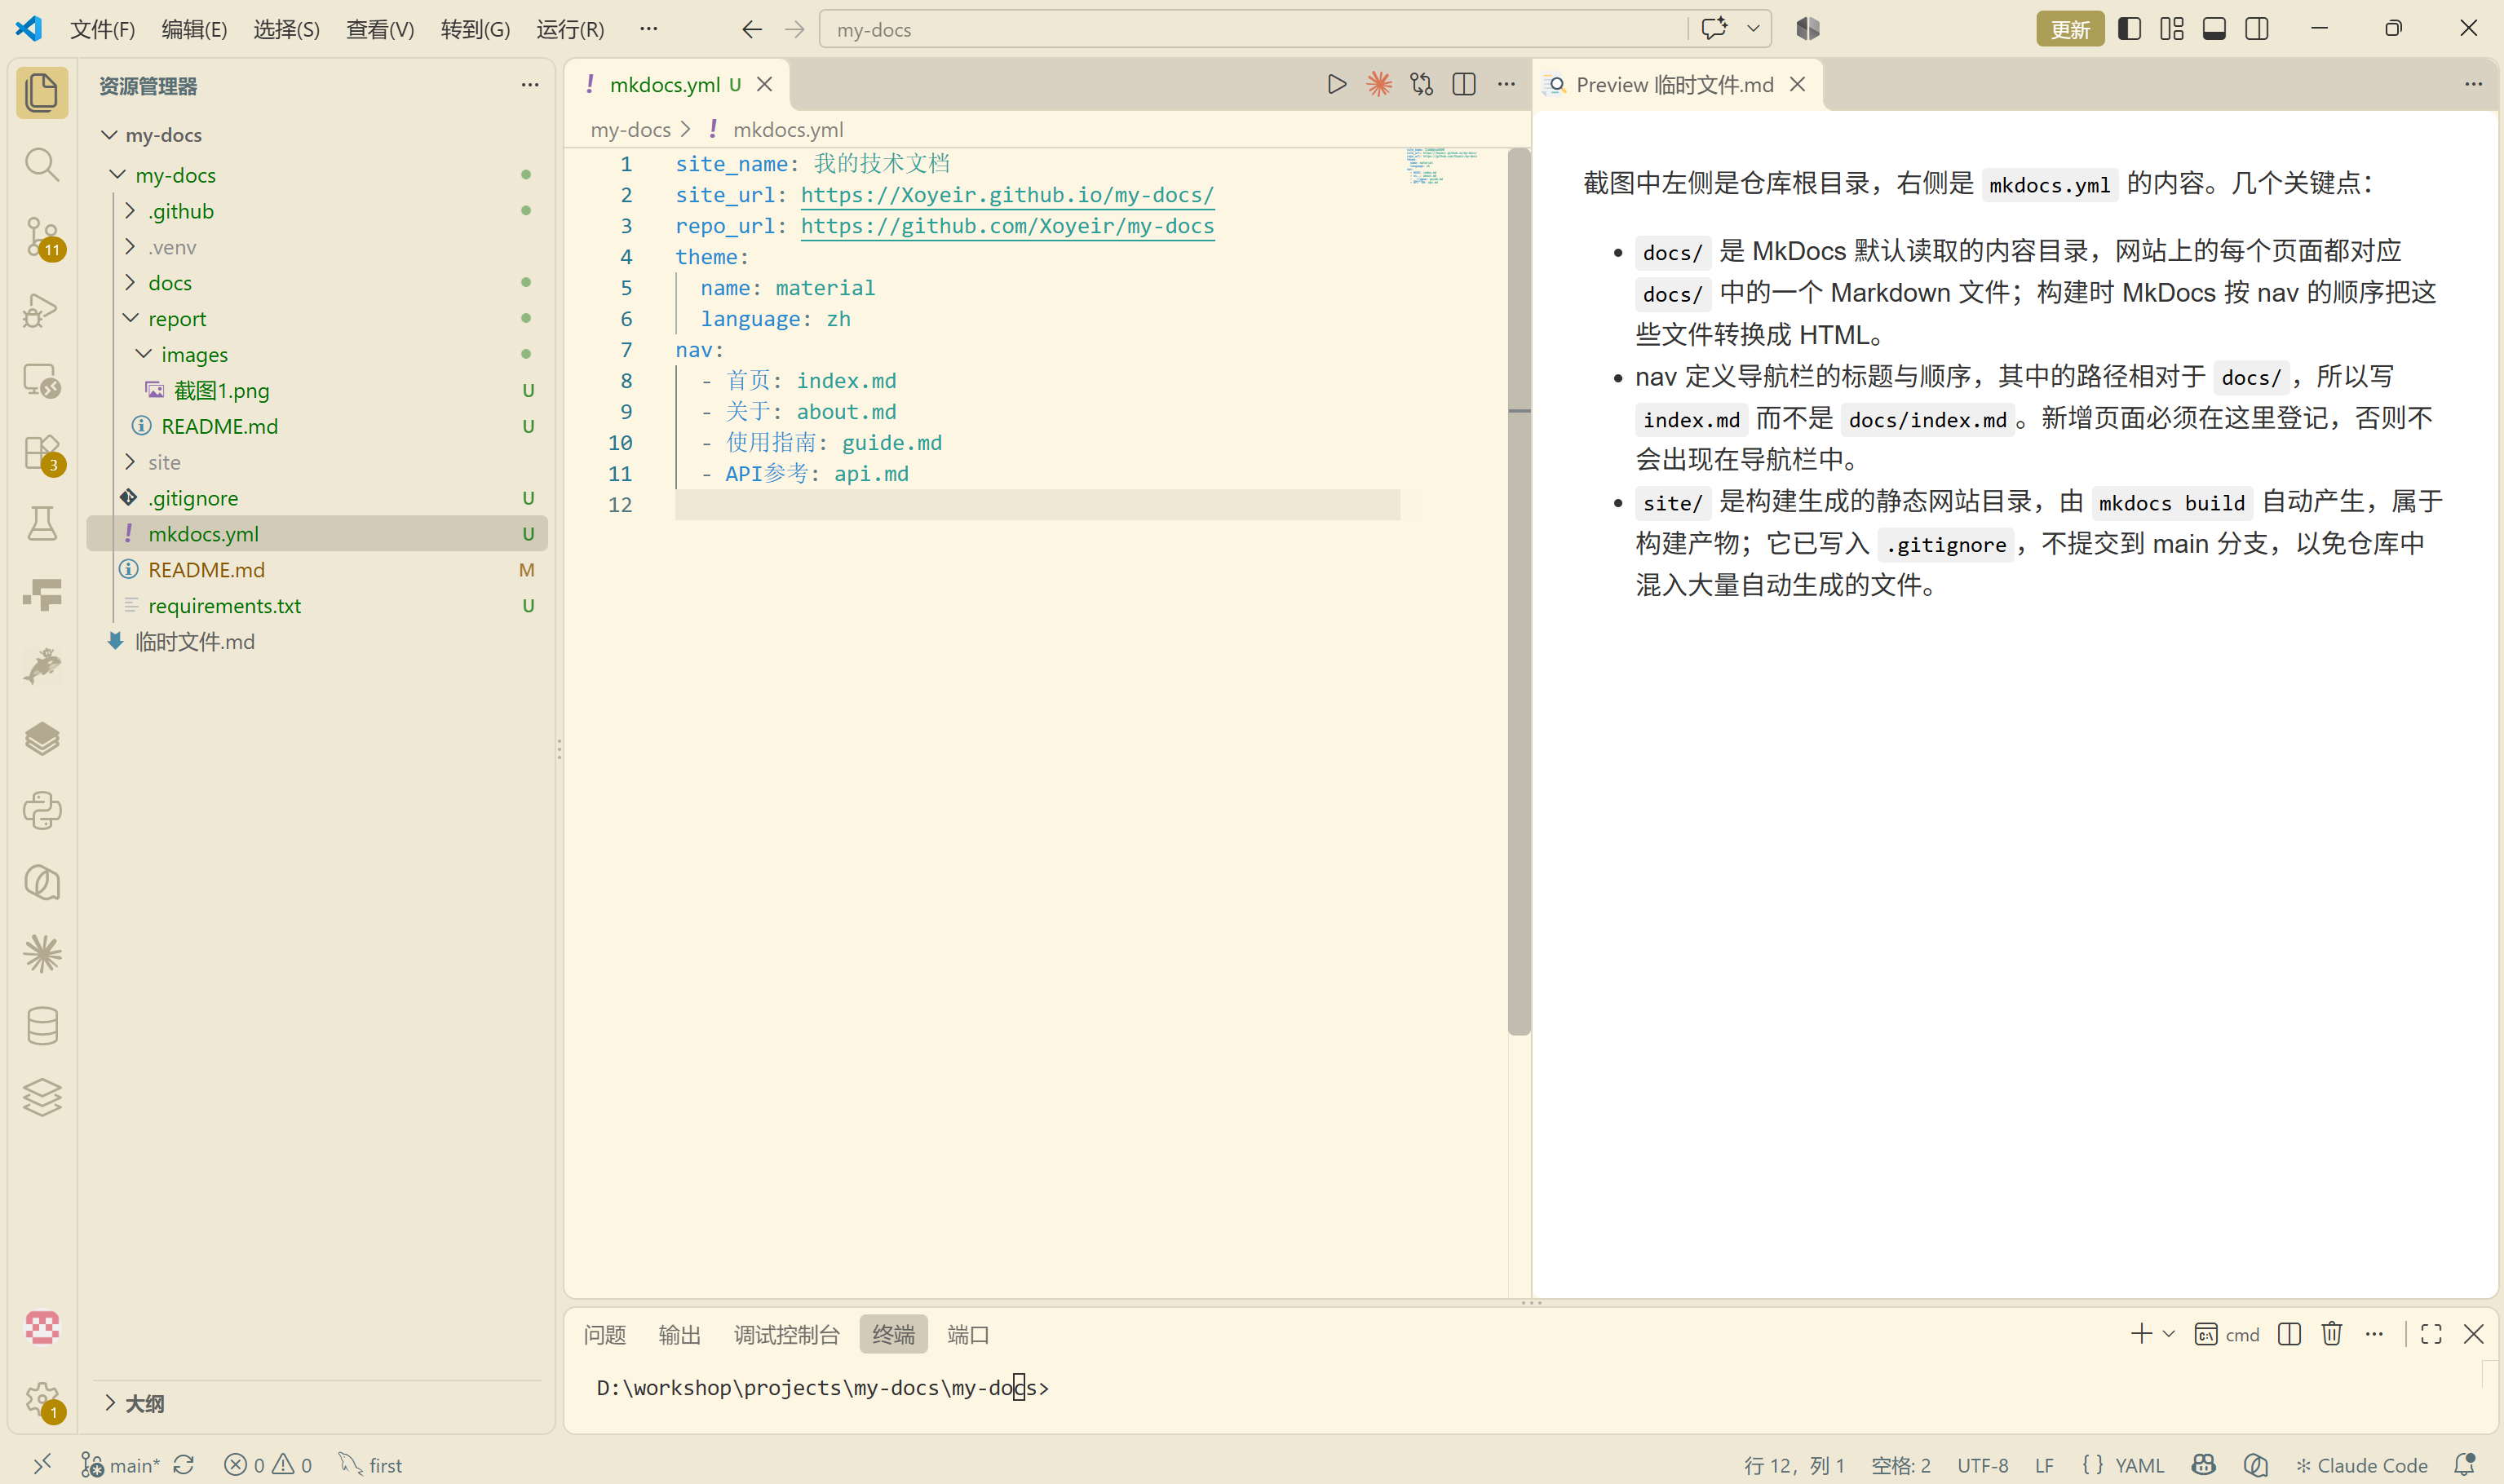 文件(F) 编辑(E) 选择(S) 查看(V) 转到(G) 运行(R) ··· my-docs 更新
资源管理器
my-docs
my-docs
.github
.venv
docs
report
images
截图1.png U
README.md U
site
.gitignore U
mkdocs.yml U
README.md M
requirements.txt U
临时文件.md
大纲
11
3
1
mkdocs.yml U
my-docs > mkdocs.yml
1 site_name: 我的技术文档
2 site_url: https://Xoyeir.github.io/my-docs/
3 repo_url: https://github.com/Xoyeir/my-docs
4 theme:
5 name: material
6 language: zh
7 nav:
8 - 首页: index.md
9 - 关于: about.md
10 - 使用指南: guide.md
11 - API参考: api.md
12
Preview 临时文件.md
截图中左侧是仓库根目录，右侧是 mkdocs.yml 的内容。几个关键点：
• docs/ 是 MkDocs 默认读取的内容目录，网站上的每个页面都对应
docs/ 中的一个 Markdown 文件；构建时 MkDocs 按 nav 的顺序把这
些文件转换成 HTML。
• nav 定义导航栏的标题与顺序，其中的路径相对于 docs/，所以写
index.md 而不是 docs/index.md。新增页面必须在这里登记，否则不
会出现在导航栏中。
• site/ 是构建生成的静态网站目录，由 mkdocs build 自动产生，属于
构建产物；它已写入 .gitignore，不提交到 main 分支，以免仓库中
混入大量自动生成的文件。
问题 输出 调试控制台 终端 端口 cmd
D:\workshop\projects\my-docs\my-docs>
main* 0 0 first 行 12，列 1 空格: 2 UTF-8 LF { } YAML Claude Code